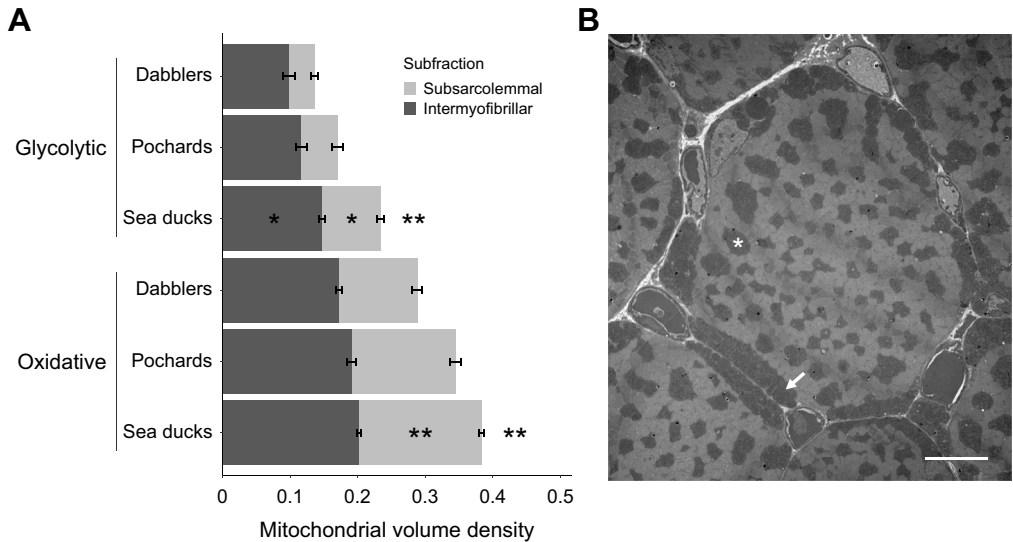 A
B
Subfraction
Subsarcolemmal
Intermyofibrillar
Glycolytic
Dabblers
Pochards
Sea ducks
* * **
Oxidative
Dabblers
Pochards
Sea ducks
** **
0 0.1 0.2 0.3 0.4 0.5
Mitochondrial volume density
*